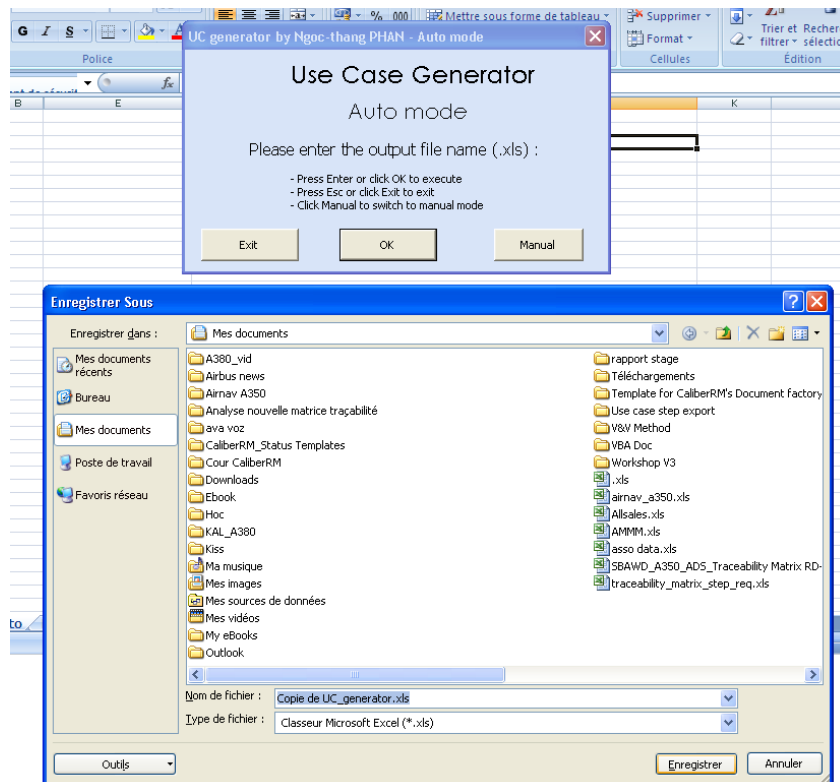 G I S A % 000 Mettre sous forme de tableau Supprimer
Format
Trier et
filtrer
Police
Cellules
Édition
fx
B E K
UC generator by Ngoc-thang PHAN - Auto mode
Use Case Generator
Auto mode
Please enter the output file name (.xls) :
- Press Enter or click OK to execute
- Press Esc or click Exit to exit
- Click Manual to switch to manual mode
Exit OK Manual
Enregistrer Sous
Enregistrer dans : Mes documents
Mes documents
récents
Bureau
Mes documents
Poste de travail
Favoris réseau
A380_vid
Airbus news
Airnav A350
Analyse nouvelle matrice traçabilité
ava voz
CaliberRM_Status Templates
Cour CaliberRM
Downloads
Ebook
Hoc
KAL_A380
Kiss
Ma musique
Mes images
Mes sources de données
Mes vidéos
My eBooks
Outlook
rapport stage
Téléchargements
Template for CaliberRM's Document factory
Use case step export
V&V Method
VBA Doc
Workshop V3
.xls
airnav_a350.xls
Allsales.xls
AMMM.xls
asso data.xls
SBAWD_A350_ADS_Traceability Matrix RD-
traceability_matrix_step_req.xls
Nom de fichier : Copie de UC_generator.xls
Type de fichier : Classeur Microsoft Excel (*.xls)
Outils Enregistrer Annuler